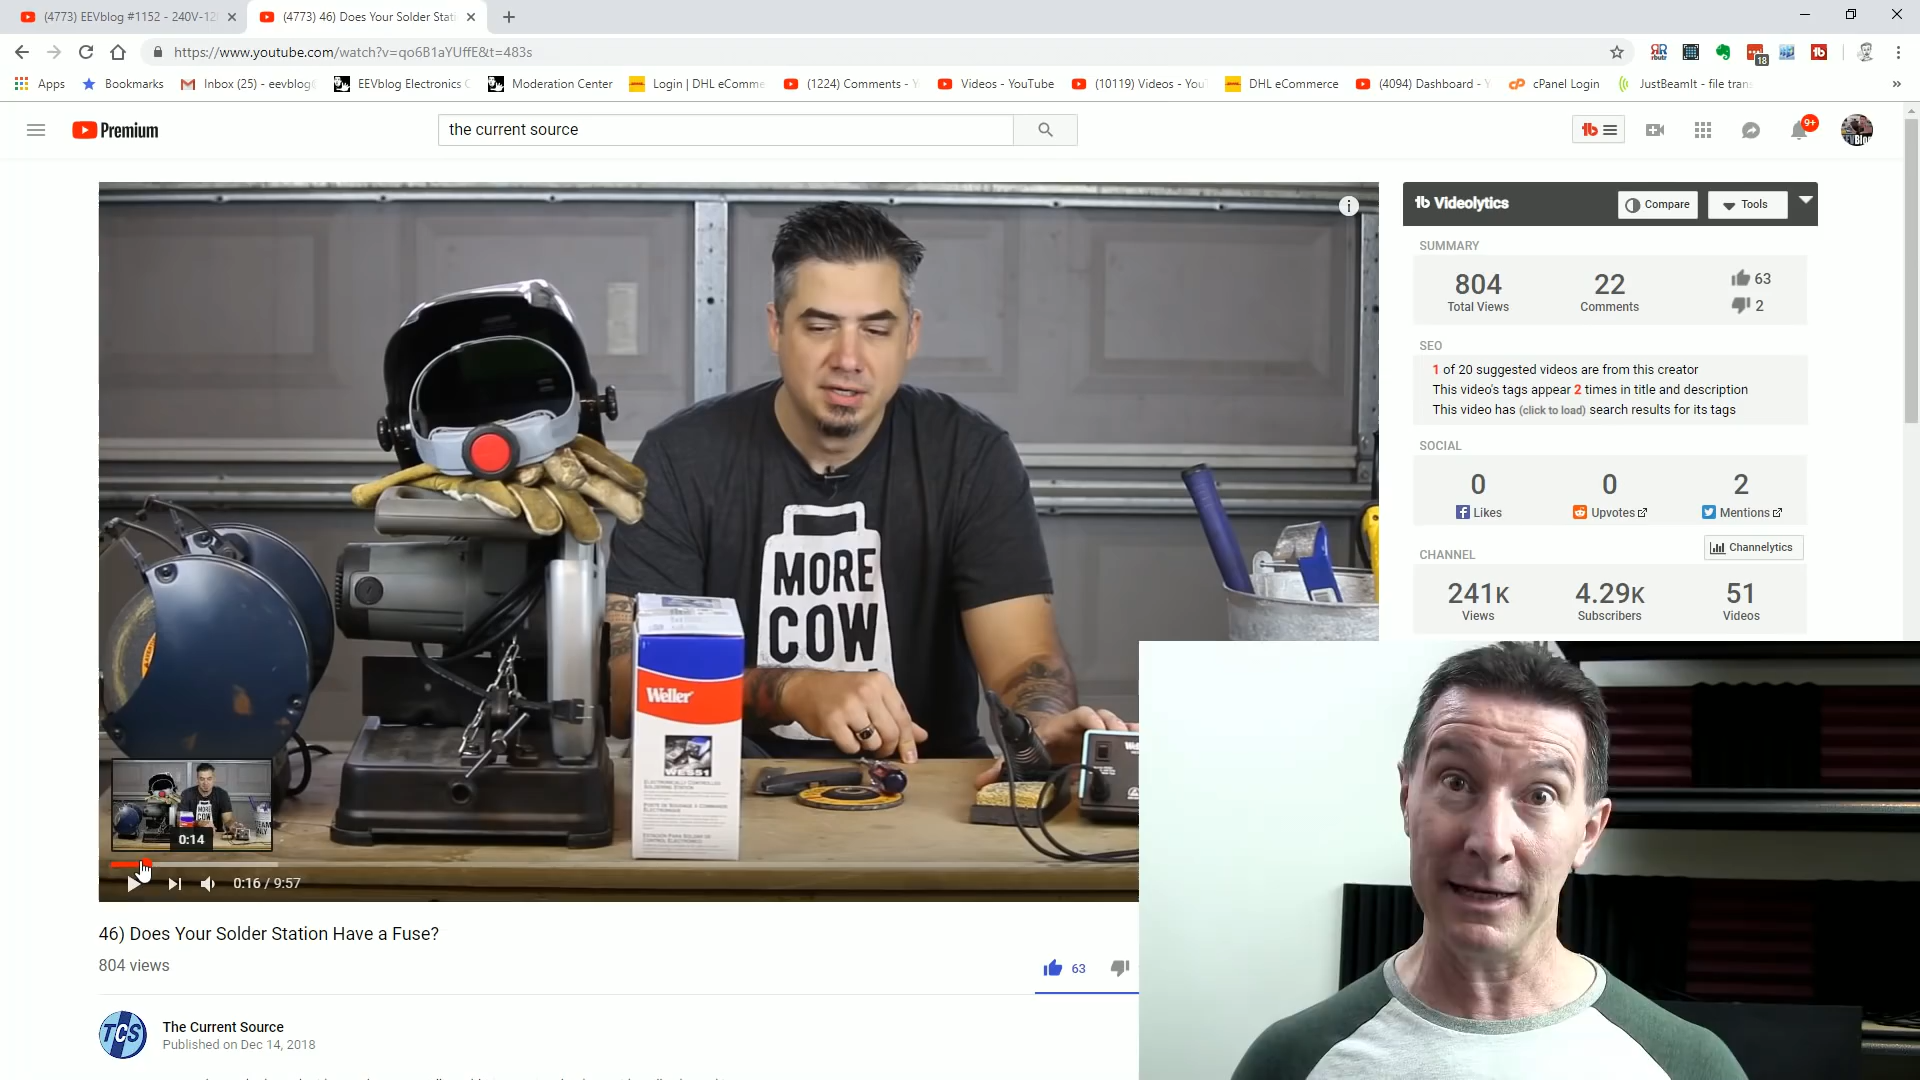 (4773) EEVblog #1152 - 240V-12
(4773) 46) Does Your Solder Stati
https://www.youtube.com/watch?v=qo6B1aYUffE&t=483s
18
Apps
Bookmarks
Inbox (25) - eevblog
EEVblog Electronics C
Moderation Center
Login | DHL eComme
(1224) Comments - Y
Videos - YouTube
(10119) Videos - You
DHL eCommerce
(4094) Dashboard - Y
cPanel Login
JustBeamIt - file tran
»
Premium
the current source
9+
MORE
COW
Weller
WES51
0:14
0:16 / 9:57
46) Does Your Solder Station Have a Fuse?
804 views
63
TCS
The Current Source
Published on Dec 14, 2018
Videolytics
Compare
Tools
SUMMARY
804
Total Views
22
Comments
63
2
SEO
1 of 20 suggested videos are from this creator
This video's tags appear 2 times in title and description
This video has (click to load) search results for its tags
SOCIAL
0
Likes
0
Upvotes
2
Mentions
CHANNEL
Channelytics
241K
Views
4.29K
Subscribers
51
Videos